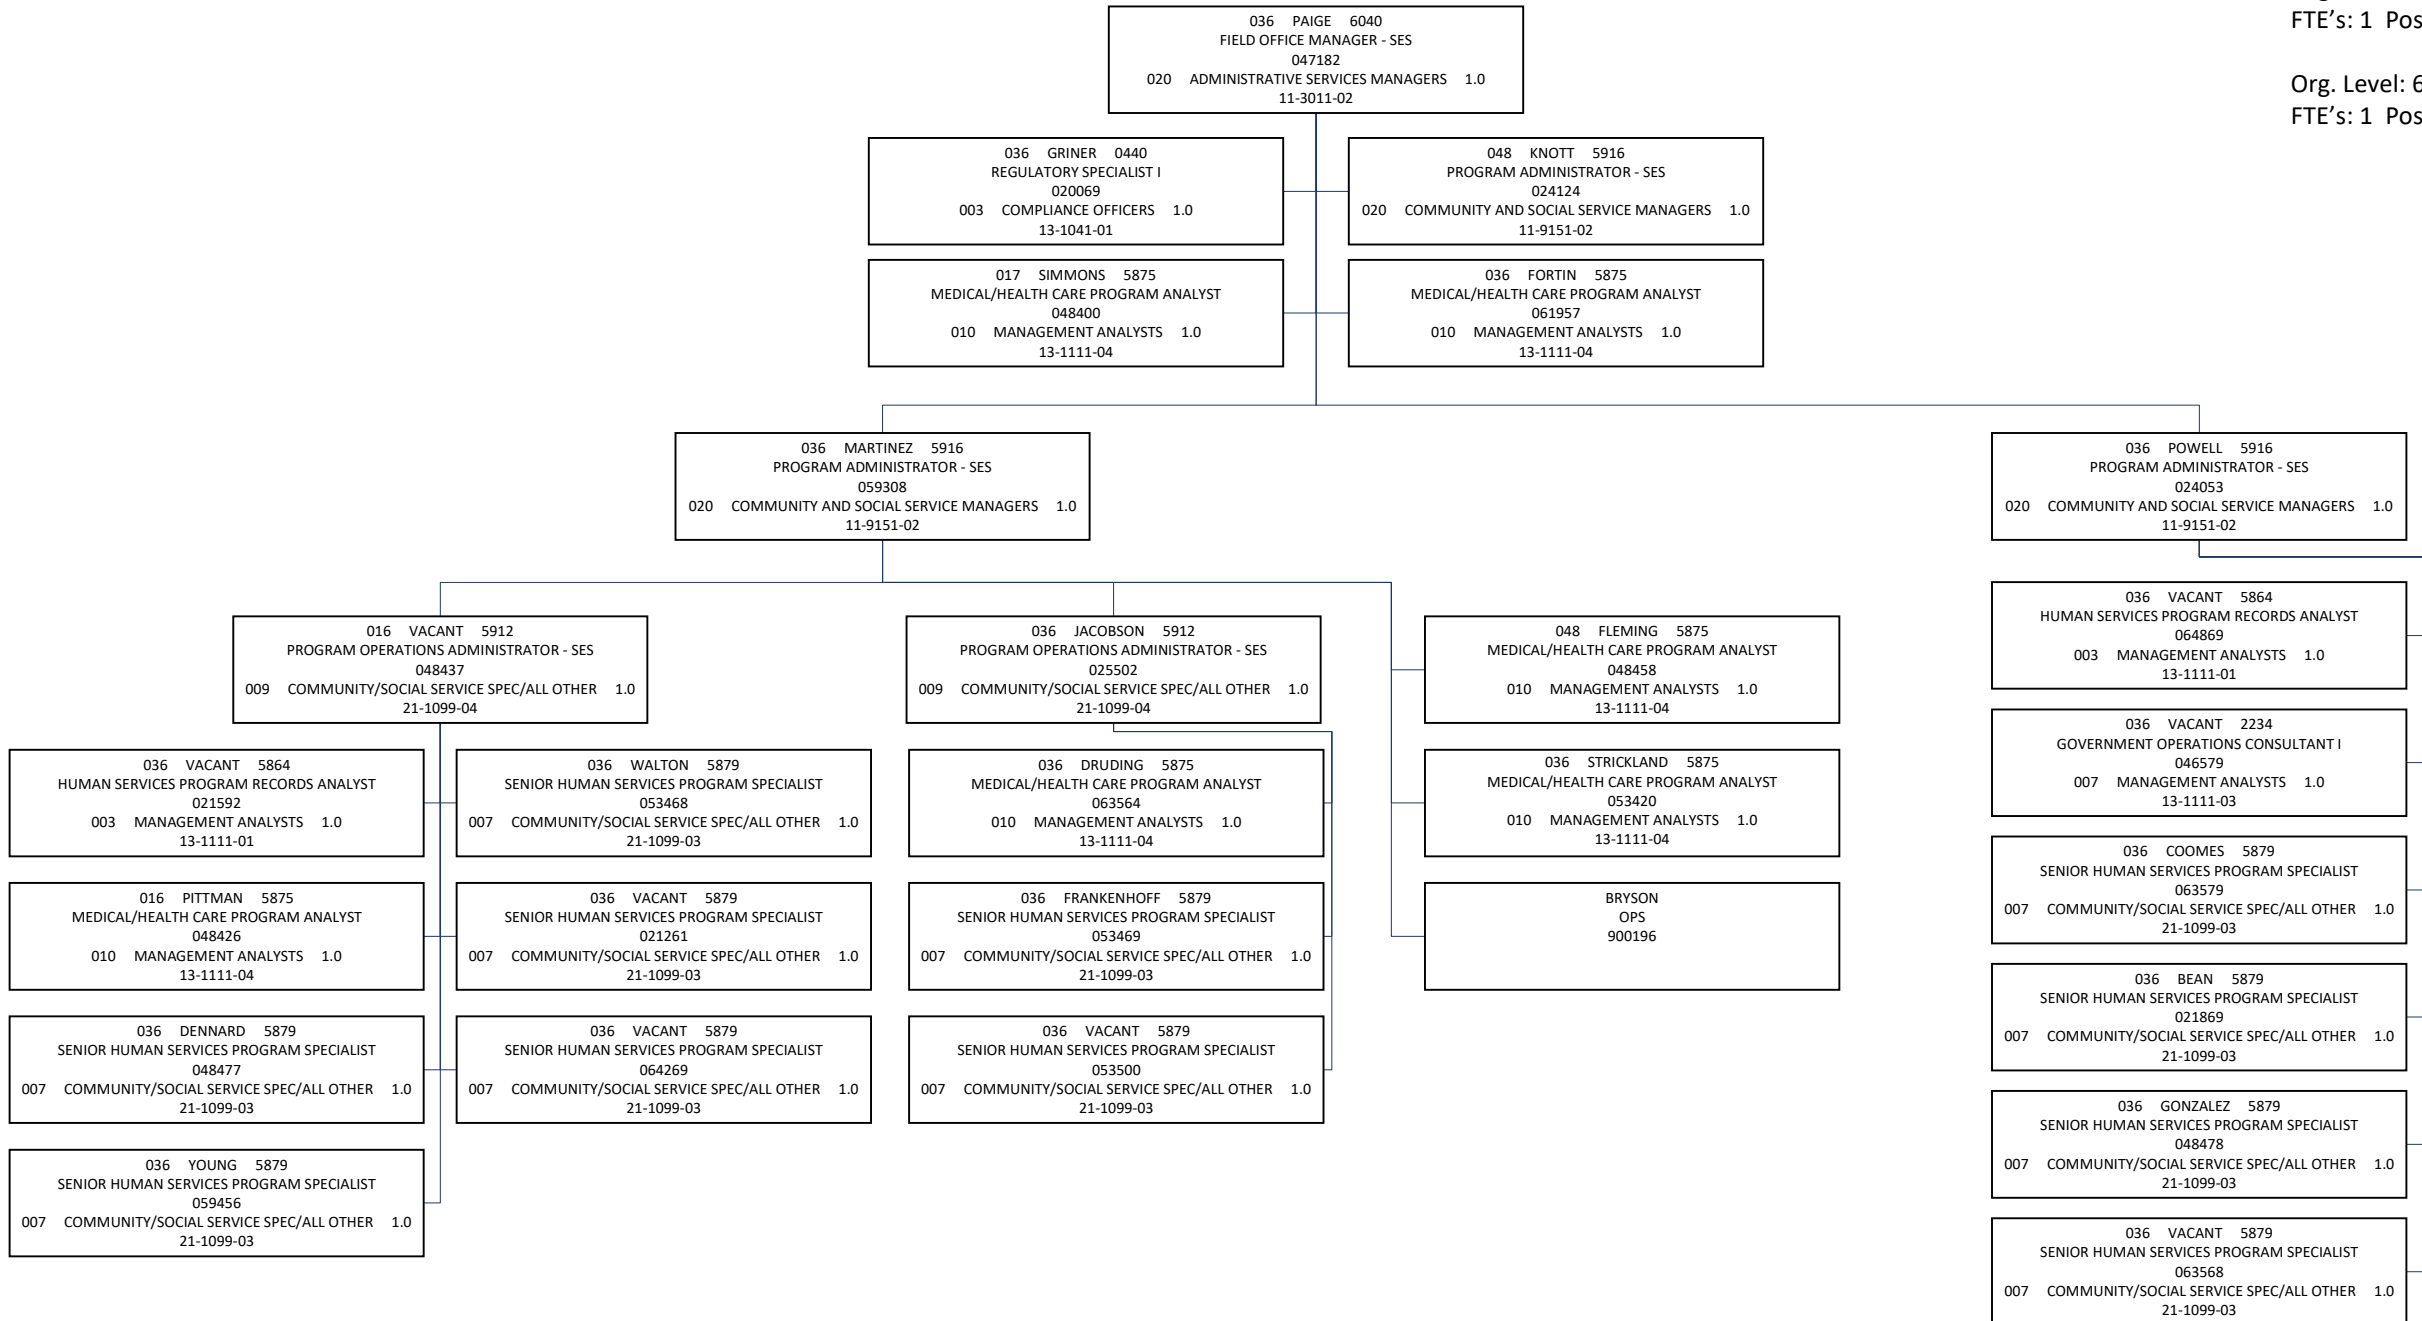 036 PAIGE 6040
FIELD OFFICE MANAGER - SES
047182
020 ADMINISTRATIVE SERVICES MANAGERS 1.0
11-3011-02
FTE's: 1 Pos
Org. Level: 6
FTE's: 1 Pos
036 GRINER 0440
REGULATORY SPECIALIST I
020069
003 COMPLIANCE OFFICERS 1.0
13-1041-01
048 KNOTT 5916
PROGRAM ADMINISTRATOR - SES
024124
020 COMMUNITY AND SOCIAL SERVICE MANAGERS 1.0
11-9151-02
017 SIMMONS 5875
MEDICAL/HEALTH CARE PROGRAM ANALYST
048400
010 MANAGEMENT ANALYSTS 1.0
13-1111-04
036 FORTIN 5875
MEDICAL/HEALTH CARE PROGRAM ANALYST
061957
010 MANAGEMENT ANALYSTS 1.0
13-1111-04
036 MARTINEZ 5916
PROGRAM ADMINISTRATOR - SES
059308
020 COMMUNITY AND SOCIAL SERVICE MANAGERS 1.0
11-9151-02
036 POWELL 5916
PROGRAM ADMINISTRATOR - SES
024053
020 COMMUNITY AND SOCIAL SERVICE MANAGERS 1.0
11-9151-02
016 VACANT 5912
PROGRAM OPERATIONS ADMINISTRATOR - SES
048437
009 COMMUNITY/SOCIAL SERVICE SPEC/ALL OTHER 1.0
21-1099-04
036 JACOBSON 5912
PROGRAM OPERATIONS ADMINISTRATOR - SES
025502
009 COMMUNITY/SOCIAL SERVICE SPEC/ALL OTHER 1.0
21-1099-04
048 FLEMING 5875
MEDICAL/HEALTH CARE PROGRAM ANALYST
048458
010 MANAGEMENT ANALYSTS 1.0
13-1111-04
036 VACANT 5864
HUMAN SERVICES PROGRAM RECORDS ANALYST
021592
003 MANAGEMENT ANALYSTS 1.0
13-1111-01
036 WALTON 5879
SENIOR HUMAN SERVICES PROGRAM SPECIALIST
053468
007 COMMUNITY/SOCIAL SERVICE SPEC/ALL OTHER 1.0
21-1099-03
036 DRUDING 5875
MEDICAL/HEALTH CARE PROGRAM ANALYST
063564
010 MANAGEMENT ANALYSTS 1.0
13-1111-04
036 STRICKLAND 5875
MEDICAL/HEALTH CARE PROGRAM ANALYST
053420
010 MANAGEMENT ANALYSTS 1.0
13-1111-04
016 PITTMAN 5875
MEDICAL/HEALTH CARE PROGRAM ANALYST
048426
010 MANAGEMENT ANALYSTS 1.0
13-1111-04
036 VACANT 5879
SENIOR HUMAN SERVICES PROGRAM SPECIALIST
021261
007 COMMUNITY/SOCIAL SERVICE SPEC/ALL OTHER 1.0
21-1099-03
036 FRANKENHOFF 5879
SENIOR HUMAN SERVICES PROGRAM SPECIALIST
053469
007 COMMUNITY/SOCIAL SERVICE SPEC/ALL OTHER 1.0
21-1099-03
BRYSON
OPS
900196
036 DENNARD 5879
SENIOR HUMAN SERVICES PROGRAM SPECIALIST
048477
007 COMMUNITY/SOCIAL SERVICE SPEC/ALL OTHER 1.0
21-1099-03
036 VACANT 5879
SENIOR HUMAN SERVICES PROGRAM SPECIALIST
064269
007 COMMUNITY/SOCIAL SERVICE SPEC/ALL OTHER 1.0
21-1099-03
036 VACANT 5879
SENIOR HUMAN SERVICES PROGRAM SPECIALIST
053500
007 COMMUNITY/SOCIAL SERVICE SPEC/ALL OTHER 1.0
21-1099-03
036 YOUNG 5879
SENIOR HUMAN SERVICES PROGRAM SPECIALIST
059456
007 COMMUNITY/SOCIAL SERVICE SPEC/ALL OTHER 1.0
21-1099-03
036 VACANT 5864
HUMAN SERVICES PROGRAM RECORDS ANALYST
064869
003 MANAGEMENT ANALYSTS 1.0
13-1111-01
036 VACANT 2234
GOVERNMENT OPERATIONS CONSULTANT I
046579
007 MANAGEMENT ANALYSTS 1.0
13-1111-03
036 COOMES 5879
SENIOR HUMAN SERVICES PROGRAM SPECIALIST
063579
007 COMMUNITY/SOCIAL SERVICE SPEC/ALL OTHER 1.0
21-1099-03
036 BEAN 5879
SENIOR HUMAN SERVICES PROGRAM SPECIALIST
021869
007 COMMUNITY/SOCIAL SERVICE SPEC/ALL OTHER 1.0
21-1099-03
036 GONZALEZ 5879
SENIOR HUMAN SERVICES PROGRAM SPECIALIST
048478
007 COMMUNITY/SOCIAL SERVICE SPEC/ALL OTHER 1.0
21-1099-03
036 VACANT 5879
SENIOR HUMAN SERVICES PROGRAM SPECIALIST
063568
007 COMMUNITY/SOCIAL SERVICE SPEC/ALL OTHER 1.0
21-1099-03